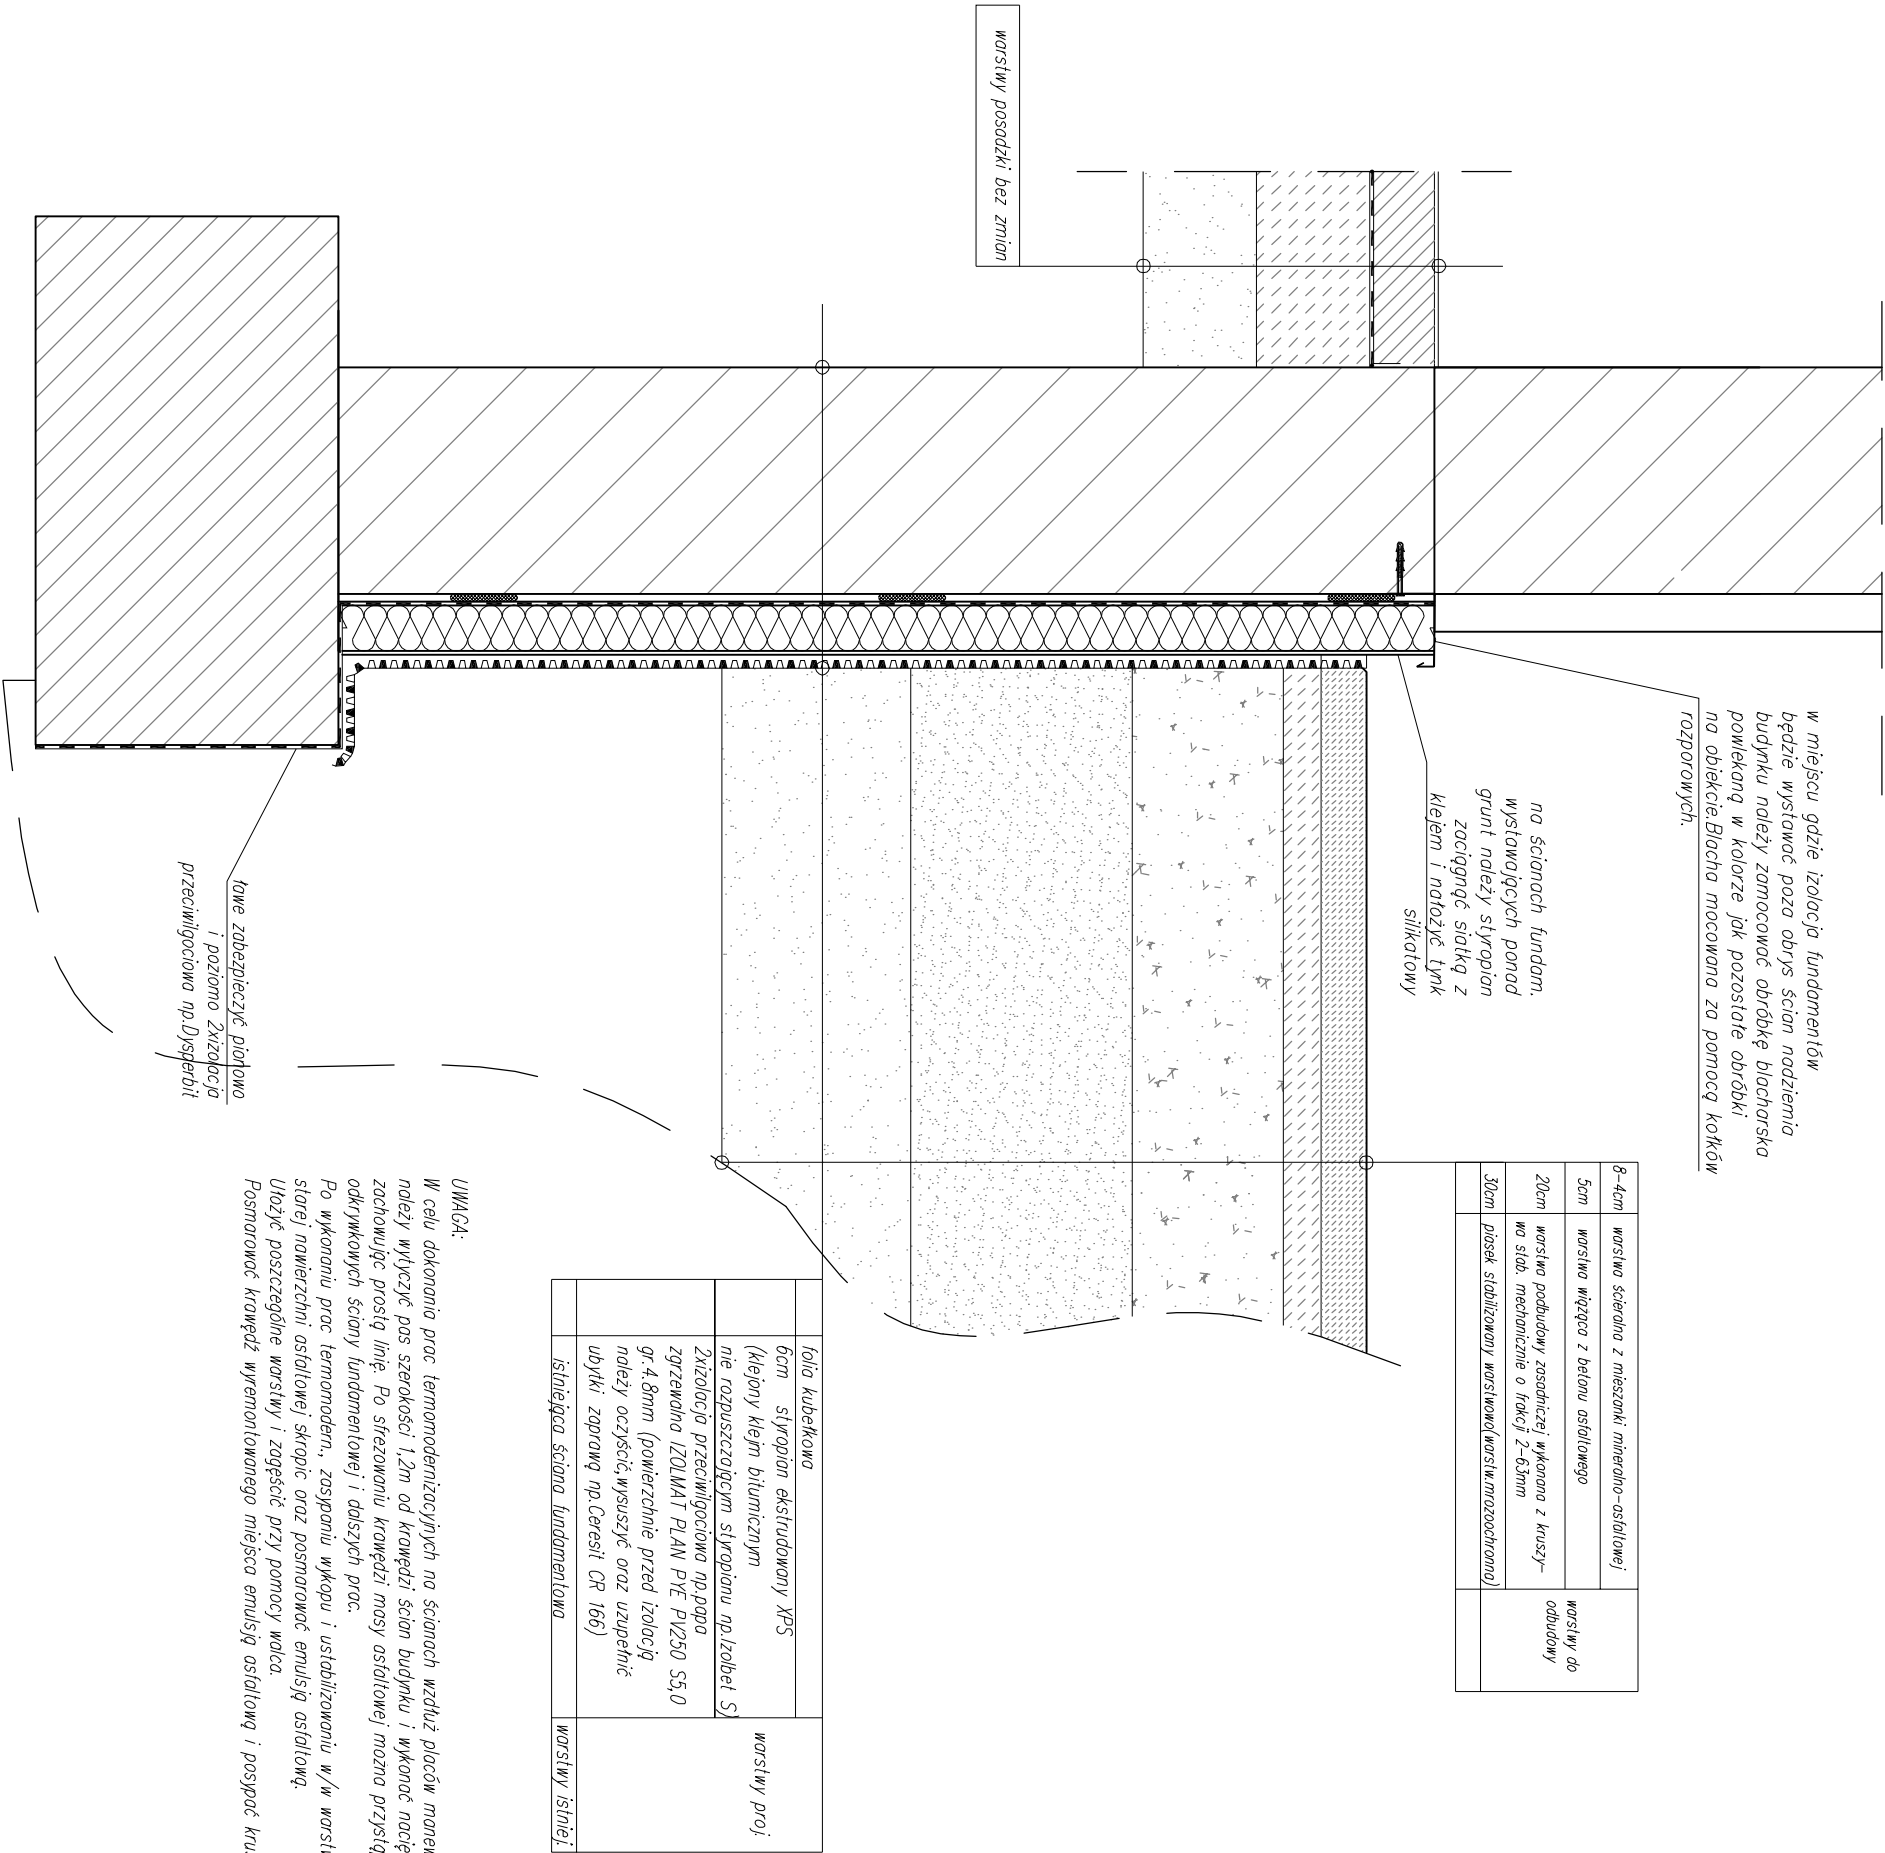 w miejscu gdzie izolacja fundamentów
będzie wystawać poza obrys ścian nadziemia
budynku należy zamocować obróbkę blacharska
powlekaną w kolorze jak pozostałe obróbki
na obiekcie.Blacha mocowana za pomocą kołków
rozporowych.
na ścianach fundam.
wystawających ponad
grunt należy styropian
zaciągnąć siatką z
klejem i nałożyć tynk
silikatowy
8-4cm warstwa ścieralna z mieszanki mineralno-asfaltowej
5cm warstwa wiążąca z betonu asfaltowego
20cm warstwa podbudowy zasadniczej wykonana z kruszy-
wa stab. mechanicznie o frakcji 2-63mm
30cm piasek stabilizowany warstwowo(warstw.mrozoochronna)
warstwy do
odbudowy
warstwy posadzki bez zmian
folia kubełkowa
6cm styropian ekstrudowany XPS
(klejony klejm bitumicznym
nie rozpuszczającym styropianu np.Izolbet S)
2xizolacja przeciwilgociowa np.papa
zgrzewalna IZOLMAT PLAN PYE PV250 S5,0
gr.4.8mm (powierzchnie przed izolacją
należy oczyścić,wysuszyć oraz uzupełnić
ubytki zaprawą np.Ceresit CR 166)
istniejąca ściana fundamentowa
warstwy proj.
warstwy istniej.
ławe zabezpieczyć pionowo
i poziomo 2xizolacja
przeciwilgociowa np.Dysperbit
UWAGA:
W celu dokonania prac termomodernizacyjnych na ścianach wzdłuż placów manew
należy wytyczyć pas szerokości 1,2m od krawędzi ścian budynku i wykonać nacię
zachowując prostą linię. Po sfrezowaniu krawędzi masy asfaltowej można przystą
odkrywkowych ściany fundamentowej i dalszych prac.
Po wykonaniu prac termomodern., zasypaniu wykopu i ustabilizowaniu w/w warstw
starej nawierzchni asfaltowej skropic oraz posmarować emulsją asfaltową.
Ułożyć poszczególne warstwy i zagęścić przy pomocy walca.
Posmarować krawędź wyremontowanego miejsca emulsją asfaltową i posypać kru